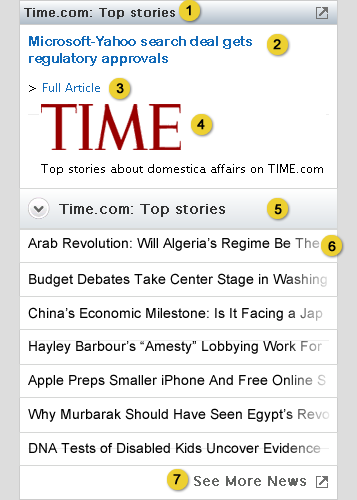 Time.com: Top stories 1
Microsoft-Yahoo search deal gets 2
regulatory approvals
> Full Article 3
TIME 4
Top stories about domestica affairs on TIME.com
Time.com: Top stories 5
Arab Revolution: Will Algeria's Regime Be The 6
Budget Debates Take Center Stage in Washing
China's Economic Milestone: Is It Facing a Jap
Hayley Barbour's “Amesty” Lobbying Work For
Apple Preps Smaller iPhone And Free Online S
Why Murbarak Should Have Seen Egypt's Revo
DNA Tests of Disabled Kids Uncover Evidence
7 See More News